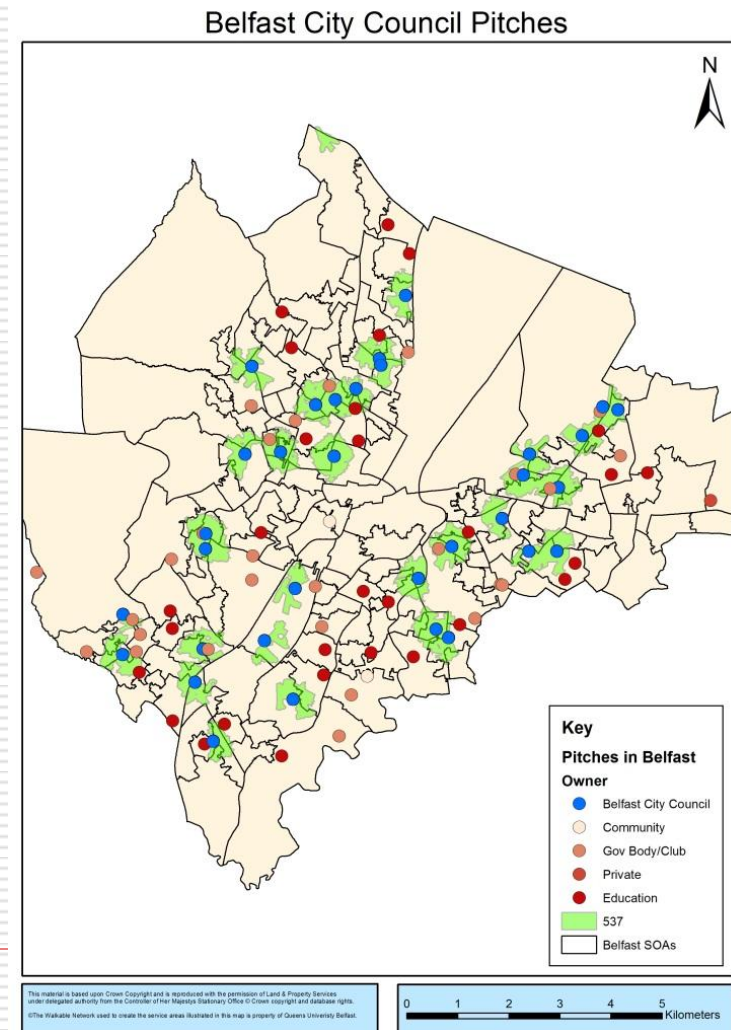 Belfast City Council Pitches
N
Key
Pitches in Belfast
Owner
Belfast City Council
Community
Gov Body/Club
Private
Education
537
Belfast SOAs
This material is based upon Crown Copyright and is reproduced with the permission of Land & Property Services
under delegated authority from the Controller of Her Majestys Stationary Office © Crown copyright and database rights.
©The Walkable Network used to create the service areas illustrated in this map is property of Queens Univeristy Belfast.
0 1 2 3 4 5
Kilometers